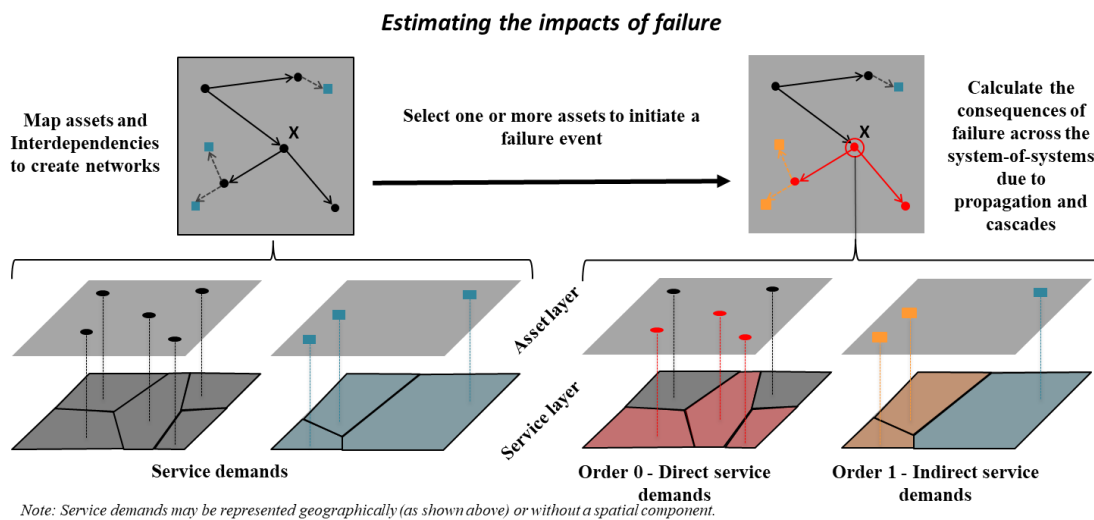 Estimating the impacts of failure
Map assets and
Interdependencies
to create networks
X
Select one or more assets to initiate a
failure event
X
Calculate the
consequences of
failure across the
system-of-systems
due to
propagation and
cascades
Asset layer
Service layer
Service demands
Order 0 - Direct service
demands
Order 1 - Indirect service
demands
Note: Service demands may be represented geographically (as shown above) or without a spatial component.